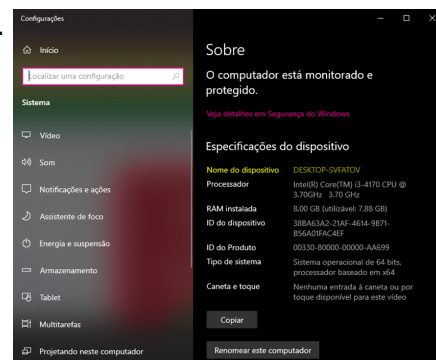 Configurações
Início
Localizar uma configuração
Sistema
Vídeo
Som
Notificações e ações
Assistente de foco
Energia e suspensão
Armazenamento
Tablet
Multitarefas
Projetando neste computador
Sobre
O computador está monitorado e
protegido.
Veja detalhes em Segurança do Windows
Especificações do dispositivo
Nome do dispositivo DESKTOP-SVFATOV
Processador Intel(R) Core(TM) i3-4170 CPU @
3.70GHz 3.70 GHz
RAM instalada 8,00 GB (utilizável: 7,88 GB)
ID do dispositivo 38BA63A2-21AF-4614-9B71-
B56A01FAC4EF
ID do Produto 00330-80000-00000-AA699
Tipo de sistema Sistema operacional de 64 bits,
processador baseado em x64
Caneta e toque Nenhuma entrada à caneta ou por
toque disponível para este vídeo
Copiar
Renomear este computador